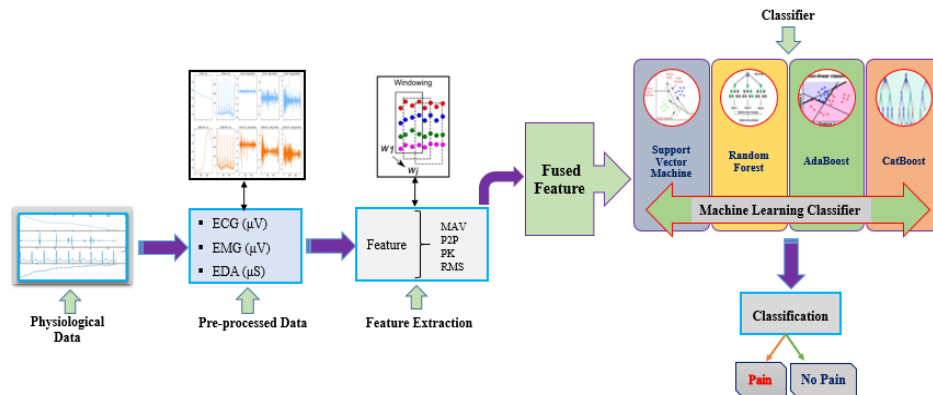 Classifier
Windowing
w1
wj
Support
Vector
Machine
Random
Forest
AdaBoost
CatBoost
Fused
Feature
Machine Learning Classifier
ECG (µV)
EMG (µV)
EDA (µS)
Feature
MAV
P2P
PK
RMS
Physiological
Data
Pre-processed Data
Feature Extraction
Classification
Pain
No Pain